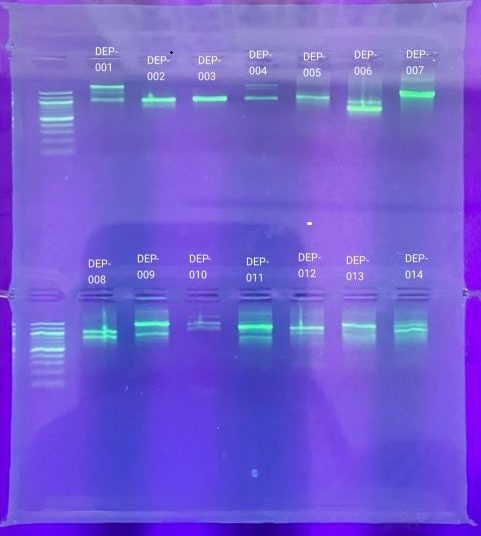 DEP-
001
DEP-
002
DEP-
003
DEP-
004
DEP-
005
DEP-
006
DEP-
007
DEP-
008
DEP-
009
DEP-
010
DEP-
011
DEP-
012
DEP-
013
DEP-
014